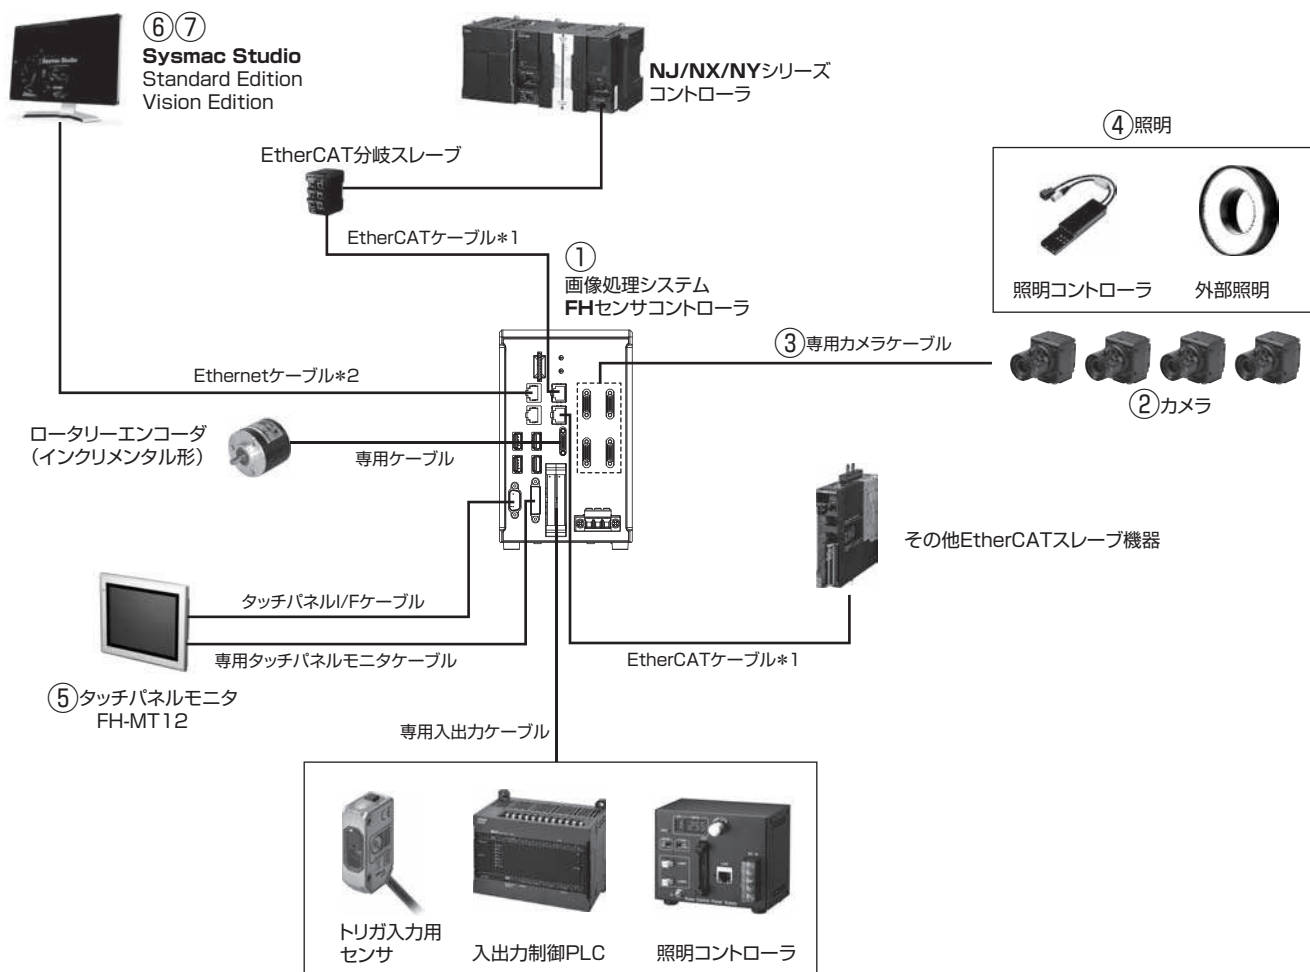 ⑥⑦
Sysmac Studio
Standard Edition
Vision Edition
NJ/NX/NYシリーズ
コントローラ
EtherCAT分岐スレーブ
EtherCATケーブル*1
④照明
照明コントローラ
外部照明
①
画像処理システム
FHセンサコントローラ
③専用カメラケーブル
②カメラ
Ethernetケーブル*2
ロータリーエンコーダ
（インクリメンタル形）
専用ケーブル
その他EtherCATスレーブ機器
タッチパネルI/Fケーブル
専用タッチパネルモニタケーブル
EtherCATケーブル*1
⑤タッチパネルモニタ
FH-MT12
専用入出力ケーブル
トリガ入力用
センサ
入出力制御PLC
照明コントローラ